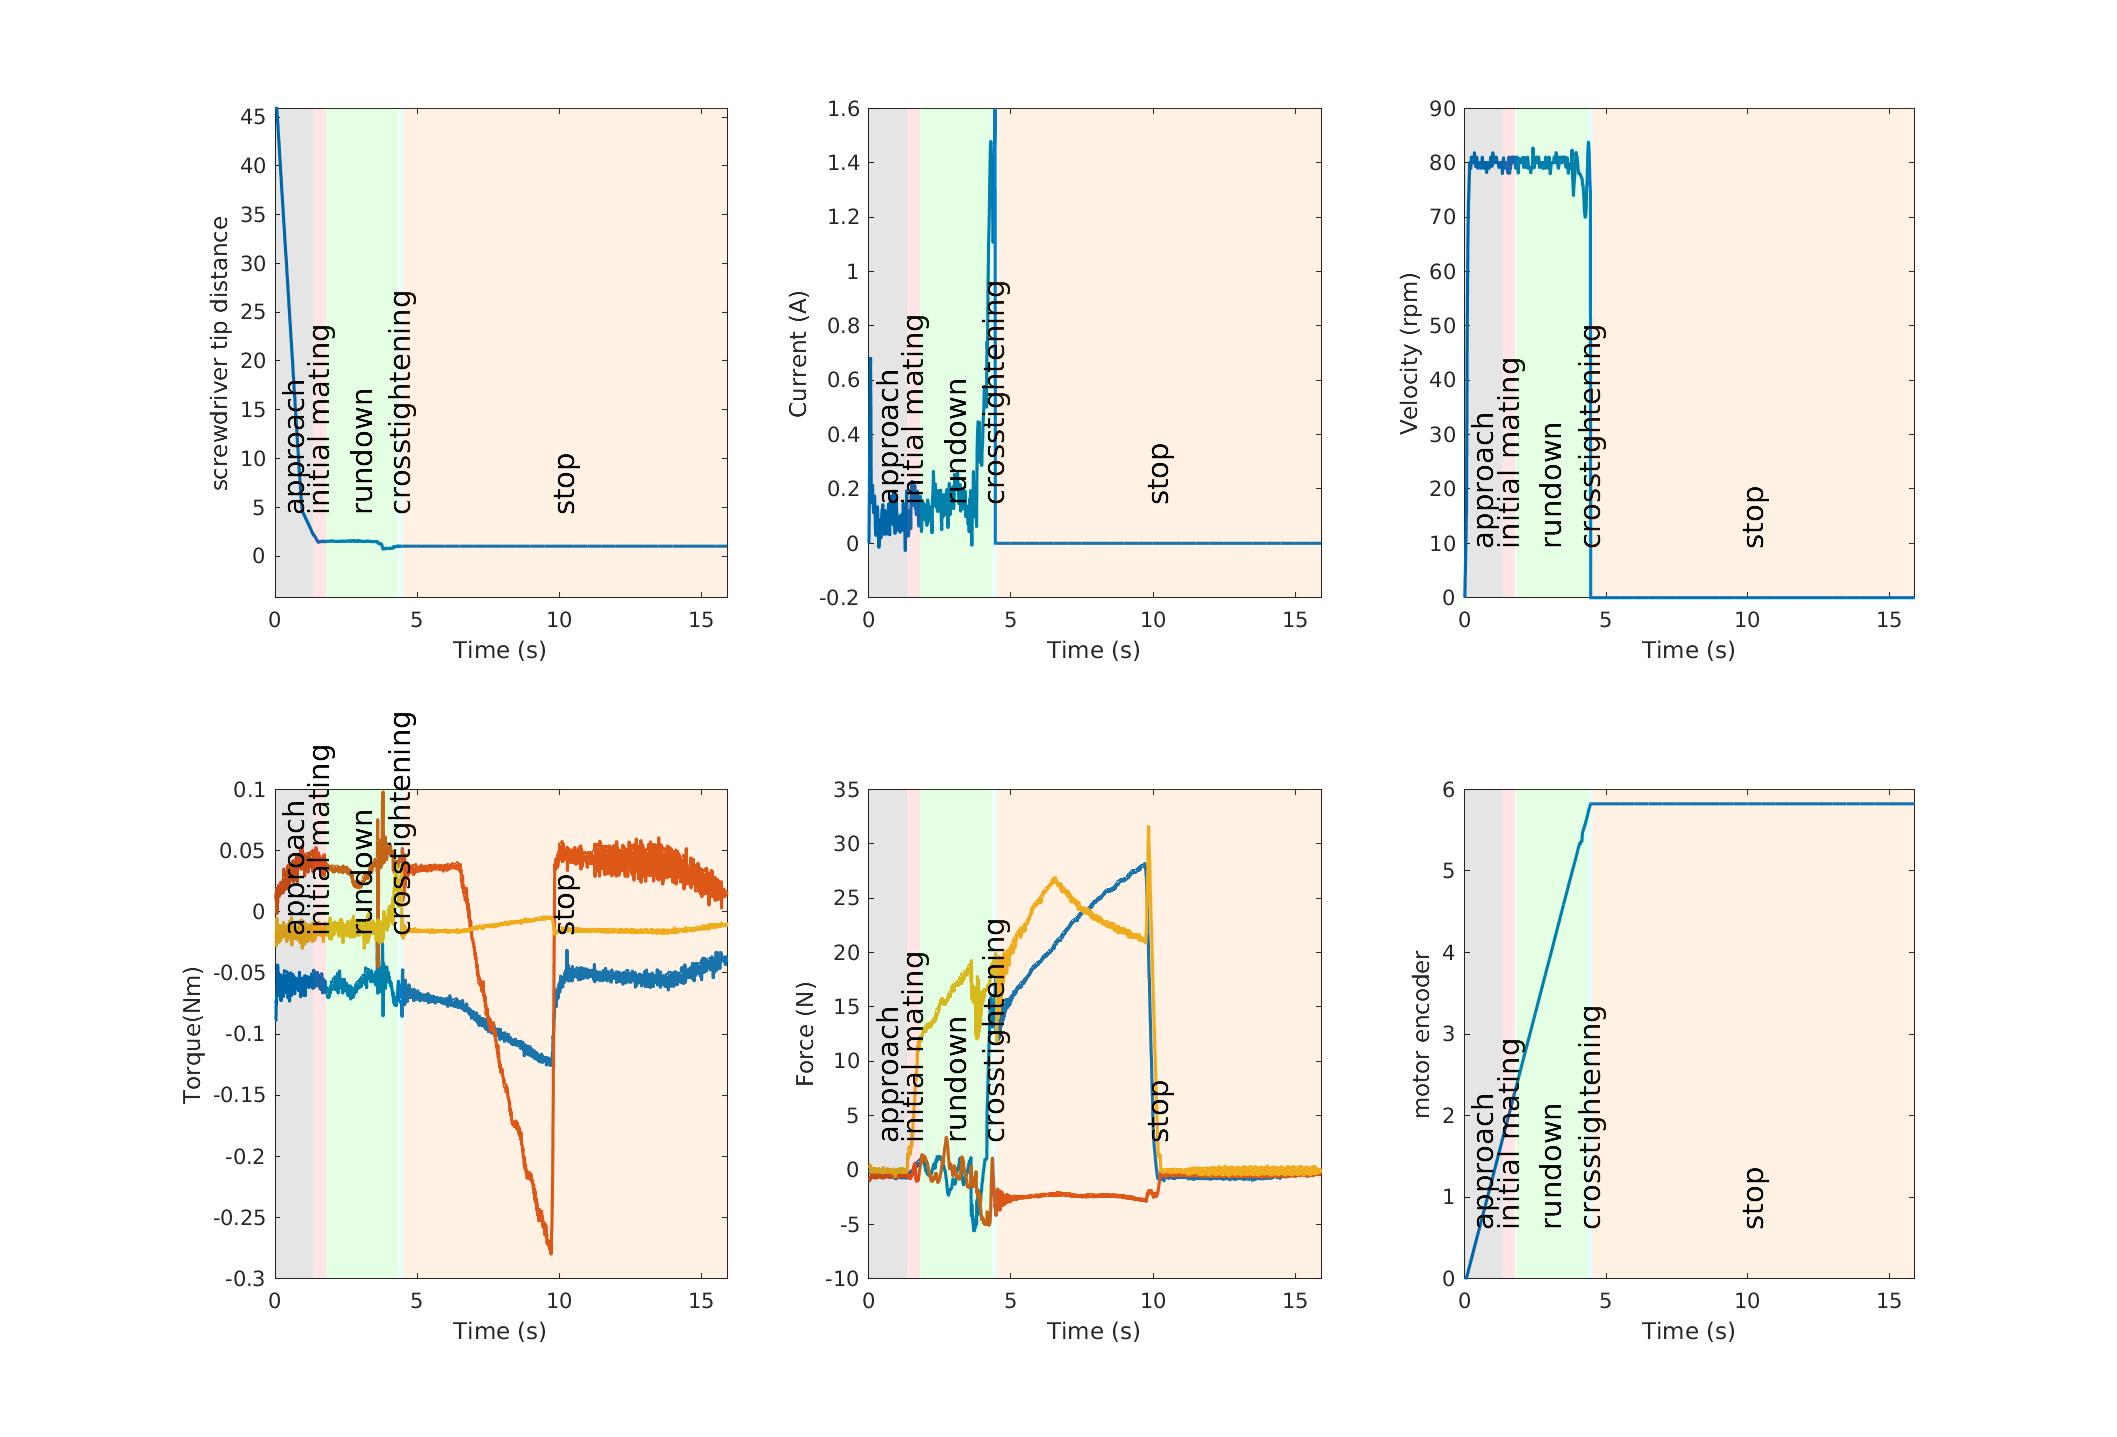 45
40
35
30
25
20
15
10
5
0
screwdriver tip distance
approach
initial mating
rundown
crosstightening
stop
0 5 10 15
Time (s)
1.6
1.4
1.2
1
0.8
0.6
0.4
0.2
0
-0.2
Current (A)
approach
initial mating
rundown
crosstightening
stop
0 5 10 15
Time (s)
90
80
70
60
50
40
30
20
10
0
Velocity (rpm)
approach
initial mating
rundown
crosstightening
stop
0 5 10 15
Time (s)
0.1
0.05
0
-0.05
-0.1
-0.15
-0.2
-0.25
-0.3
Torque(Nm)
approach
initial mating
rundown
crosstightening
stop
0 5 10 15
Time (s)
35
30
25
20
15
10
5
0
-5
-10
Force (N)
approach
initial mating
rundown
crosstightening
stop
0 5 10 15
Time (s)
6
5
4
3
2
1
0
motor encoder
approach
initial mating
rundown
crosstightening
stop
0 5 10 15
Time (s)